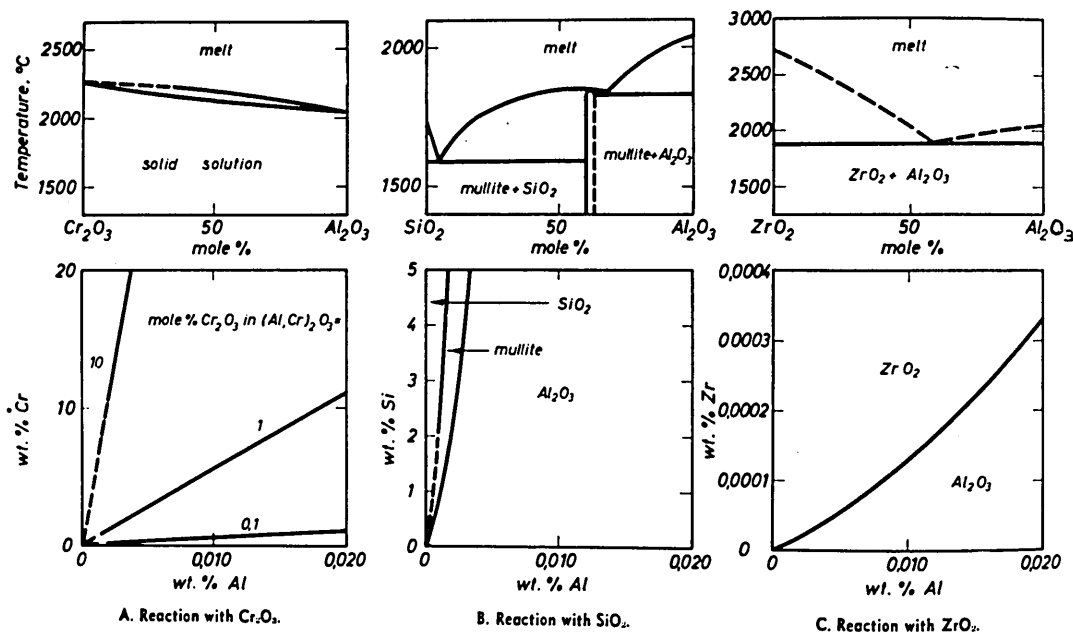 Temperature, °C
2500
2000
1500
melt
solid solution
Cr₂O₃
50
Al₂O₃
mole %
2000
1500
melt
mullite+Al₂O₃
mullite + SiO₂
SiO₂
50
Al₂O₃
mole %
3000
2500
2000
1500
melt
ZrO₂ + Al₂O₃
ZrO₂
50
Al₂O₃
mole %
wt. % Cr
20
10
0
mole % Cr₂O₃ in (Al,Cr)₂O₃=
10
1
0,1
0
0,010
0,020
wt. % Al
A. Reaction with Cr₂O₃.
wt. % Si
5
4
3
2
1
0
SiO₂
mullite
Al₂O₃
0
0,010
0,020
wt. % Al
B. Reaction with SiO₂.
wt. % Zr
0,0004
0,0003
0,0002
0,0001
0
ZrO₂
Al₂O₃
0
0,010
0,020
wt. % Al
C. Reaction with ZrO₂.